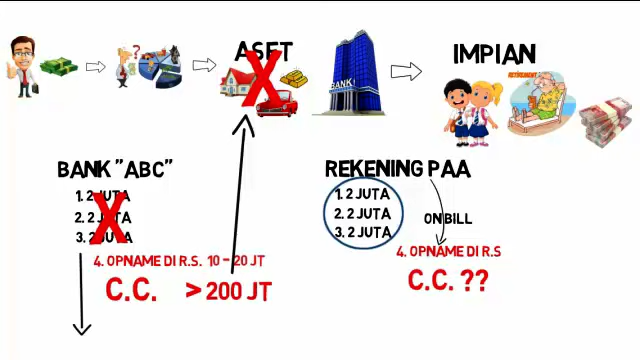 ASET
BANK
IMPIAN
RETIREMENT
BANK "ABC"
1. 2 JUTA
2. 2 JUTA
3. 2 JUTA
4. OPNAME DI R.S. 10 - 20 JT
C.C. > 200 JT
REKENING PAA
1. 2 JUTA
2. 2 JUTA
3. 2 JUTA
ON BILL
4. OPNAME DI R.S
C.C. ??